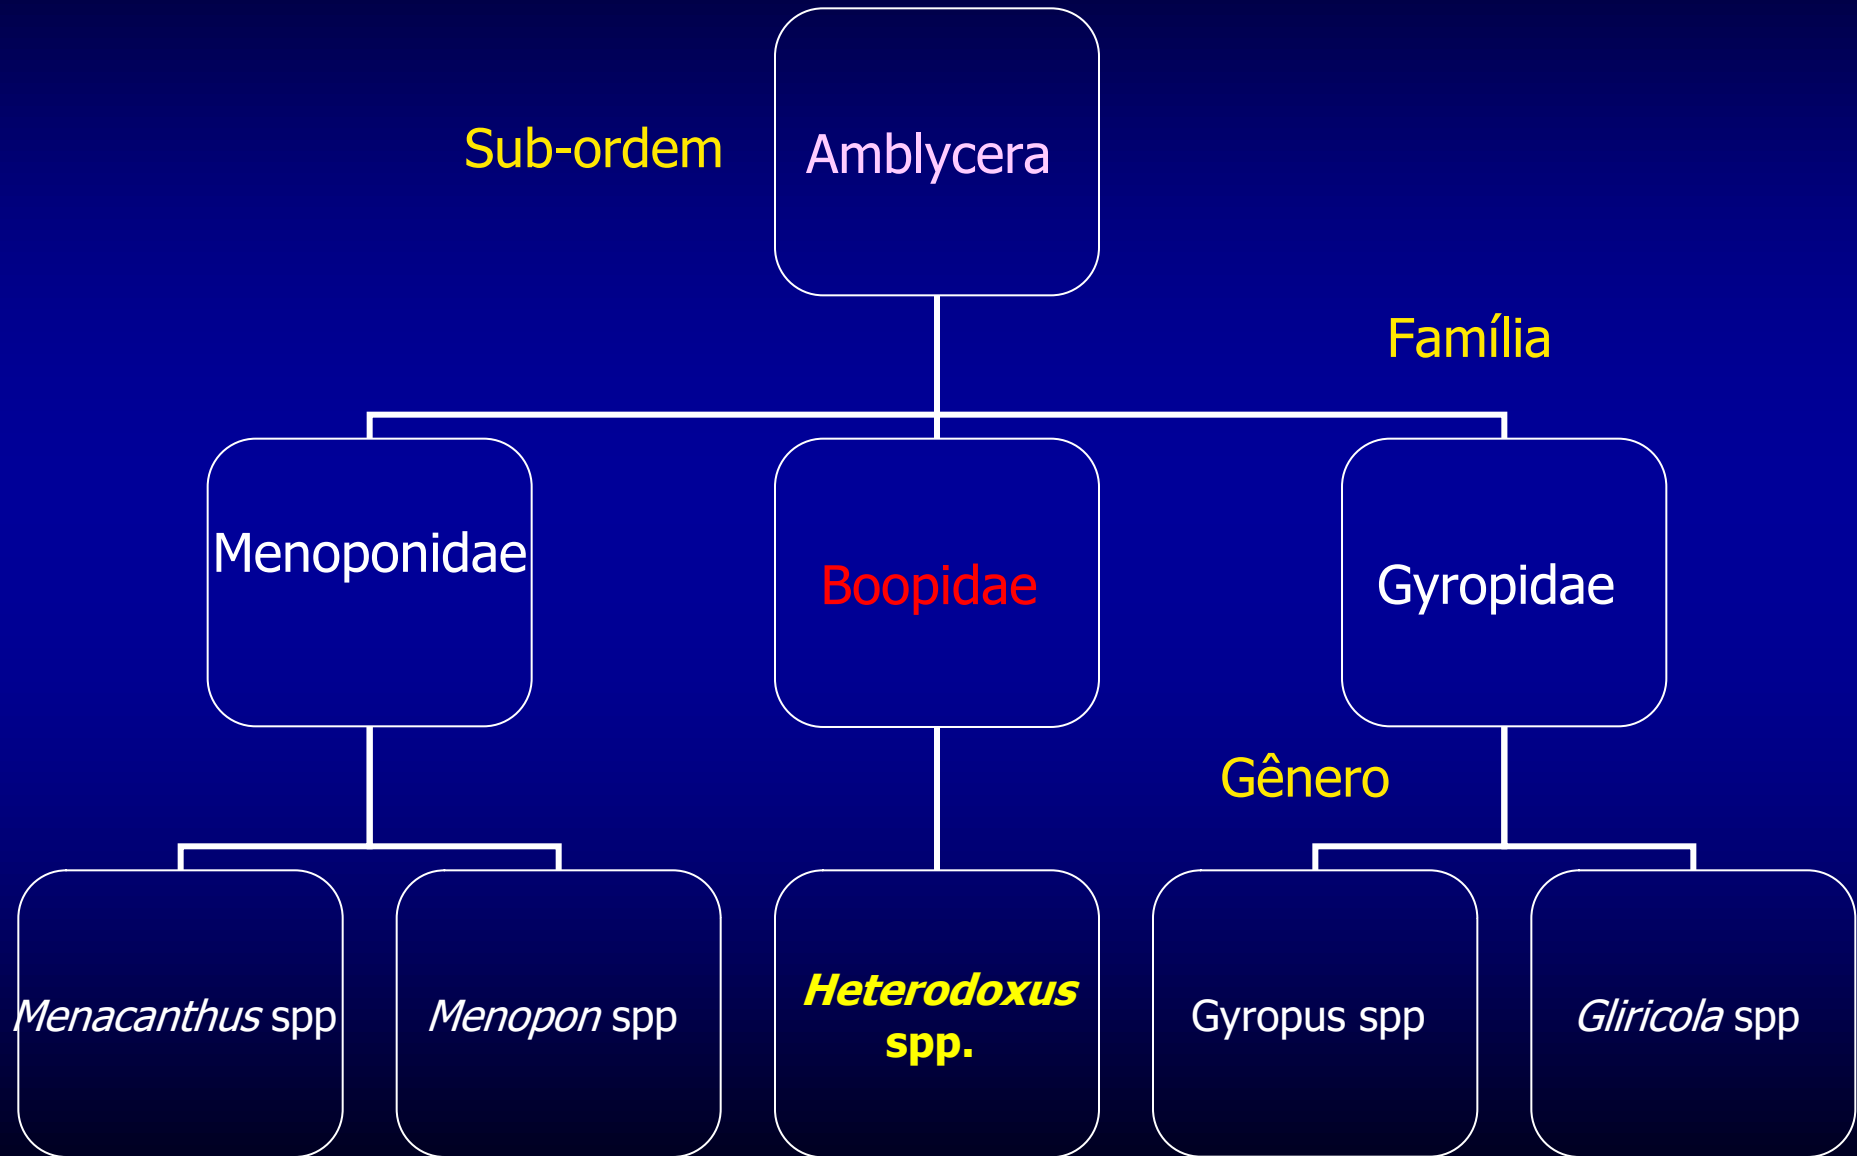 Sub-ordem
Amblycera
Família
Menoponidae
Boopidae
Gyropidae
Gênero
Menacanthus spp
Menopon spp
Heterodoxus
spp.
Gyropus spp
Gliricola spp